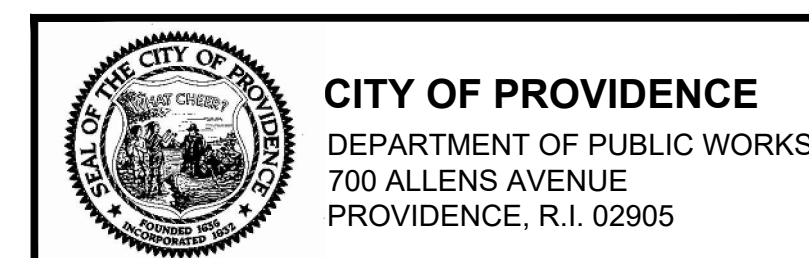 SEAL OF THE CITY OF PROVIDENCE
WHAT CHEER?
FOUNDED 1636
INCORPORATED 1832
CITY OF PROVIDENCE
DEPARTMENT OF PUBLIC WORKS
700 ALLENS AVENUE
PROVIDENCE, R.I. 02905